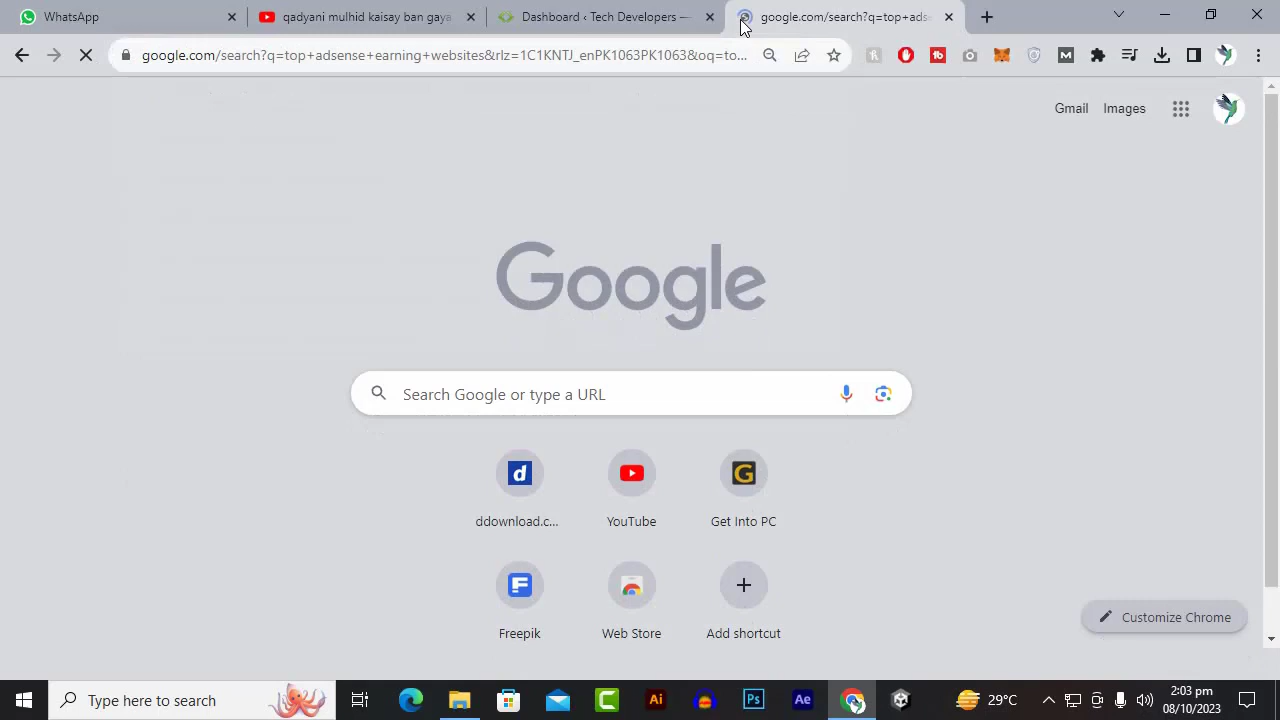 WhatsApp
qadyani mulhid kaisay ban gaya
Dashboard ‹ Tech Developers —
google.com/search?q=top+adse
google.com/search?q=top+adsense+earning+websites&rlz=1C1KNTJ_enPK1063PK1063&oq=to...
Gmail
Images
Google
Search Google or type a URL
ddownload.c...
YouTube
Get Into PC
Freepik
Web Store
Add shortcut
Customize Chrome
Type here to search
29°C
2:03 pm
08/10/2023